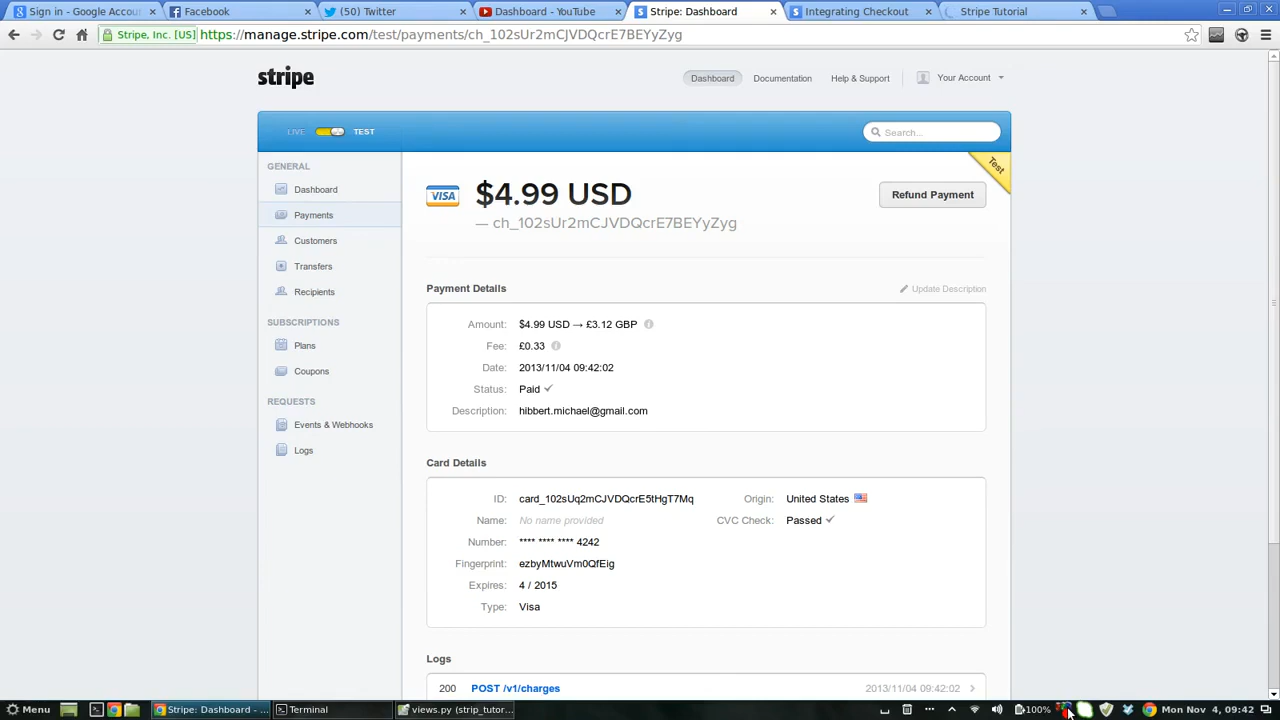 Sign in - Google Accou
Facebook
(50) Twitter
Dashboard - YouTube
Stripe: Dashboard
Integrating Checkout
Stripe Tutorial
Stripe, Inc. [US]
https://manage.stripe.com/test/payments/ch_102sUr2mCJVDQcrE7BEYyZyg
stripe
Dashboard
Documentation
Help & Support
Your Account
LIVE
TEST
Search...
Test
GENERAL
Dashboard
Payments
Customers
Transfers
Recipients
SUBSCRIPTIONS
Plans
Coupons
REQUESTS
Events & Webhooks
Logs
VISA
$4.99 USD
— ch_102sUr2mCJVDQcrE7BEYyZyg
Refund Payment
Payment Details
Update Description
Amount: $4.99 USD → £3.12 GBP
Fee: £0.33
Date: 2013/11/04 09:42:02
Status: Paid
Description: hibbert.michael@gmail.com
Card Details
ID: card_102sUq2mCJVDQcrE5tHgT7Mq
Origin: United States
Name: No name provided
CVC Check: Passed
Number: **** **** **** 4242
Fingerprint: ezbyMtwuVm0QfEig
Expires: 4 / 2015
Type: Visa
Logs
200 POST /v1/charges 2013/11/04 09:42:02
Menu
Stripe: Dashboard - ...
Terminal
views.py (strip_tutor...
100%
Mon Nov 4, 09:42